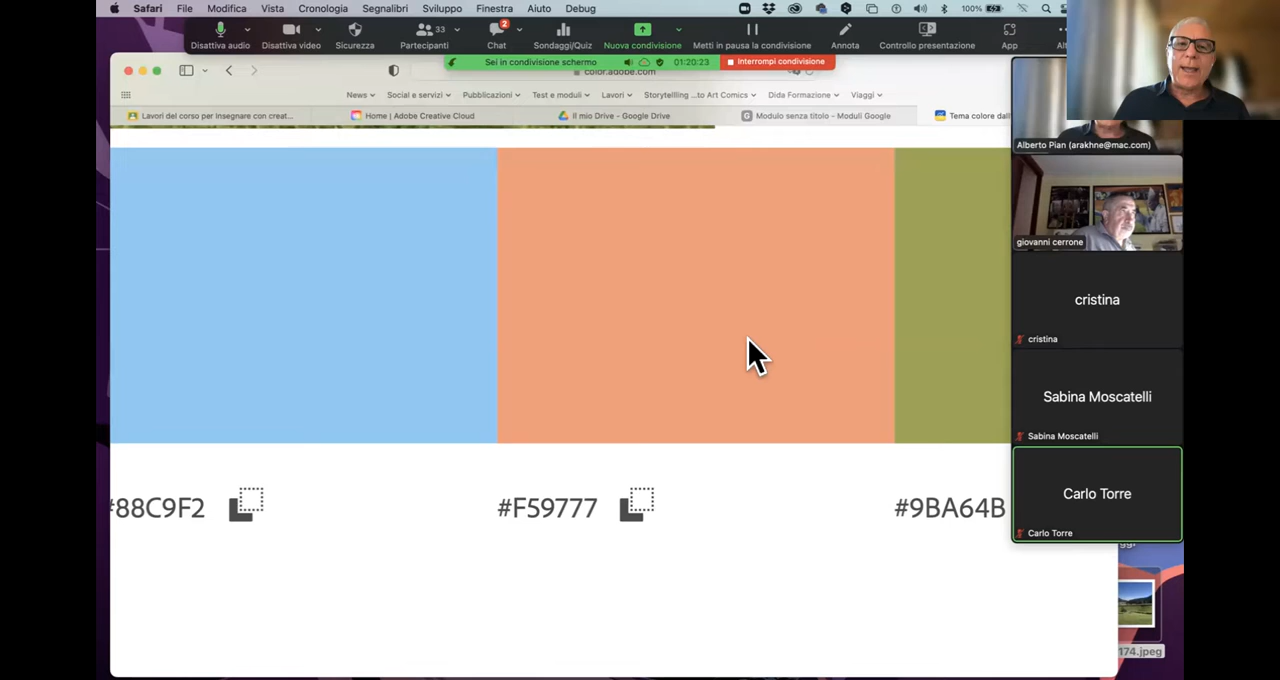 Safari File Modifica Vista Cronologia Segnalibri Sviluppo Finestra Aiuto Debug 100%
33 2
Disattiva audio Disattiva video Sicurezza Partecipanti Chat Sondaggi/Quiz Nuova condivisione Metti in pausa la condivisione Annota Controllo presentazione App
Sei in condivisione schermo 01:20:23 Interrompi condivisione
color.adobe.com
News Social e servizi Pubblicazioni Test e moduli Lavori Storytellling ...to Art Comics Dida Formazione Viaggi
Lavori del corso per Insegnare con creat... Home | Adobe Creative Cloud Il mio Drive - Google Drive Modulo senza titolo - Moduli Google Tema colore dall
Alberto Pian (arakhne@mac.com)
giovanni cerrone
cristina
cristina
Sabina Moscatelli
Sabina Moscatelli
Carlo Torre
Carlo Torre
#88C9F2 #F59777 #9BA64B
174.jpeg